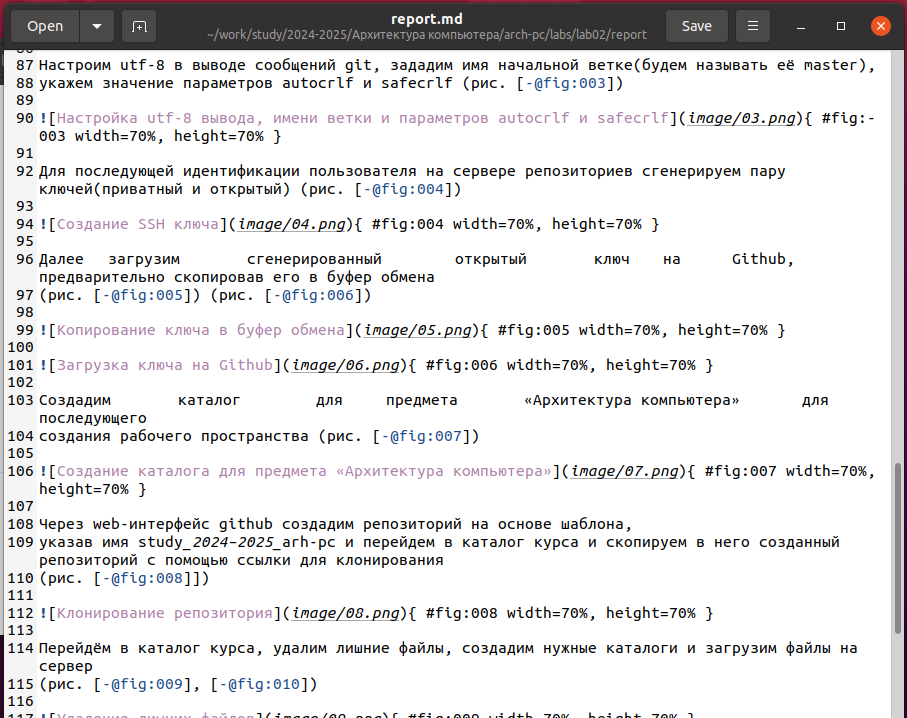 Open
report.md
~/work/study/2024-2025/Архитектура компьютера/arch-pc/labs/lab02/report
Save
87 Настроим utf-8 в выводе сообщений git, зададим имя начальной ветке(будем называть её master),
88 укажем значение параметров autocrlf и safecrlf (рис. [-@fig:003])
89
90 ![Настройка utf-8 вывода, имени ветки и параметров autocrlf и safecrlf](image/03.png){ #fig:-
003 width=70%, height=70% }
91
92 Для последующей идентификации пользователя на сервере репозиториев сгенерируем пару
ключей(приватный и открытый) (рис. [-@fig:004])
93
94 ![Создание SSH ключа](image/04.png){ #fig:004 width=70%, height=70% }
95
96 Далее загрузим сгенерированный открытый ключ на Github,
предварительно скопировав его в буфер обмена
97 (рис. [-@fig:005]) (рис. [-@fig:006])
98
99 ![Копирование ключа в буфер обмена](image/05.png){ #fig:005 width=70%, height=70% }
100
101 ![Загрузка ключа на Github](image/06.png){ #fig:006 width=70%, height=70% }
102
103 Создадим каталог для предмета «Архитектура компьютера» для
последующего
104 создания рабочего пространства (рис. [-@fig:007])
105
106 ![Создание каталога для предмета «Архитектура компьютера»](image/07.png){ #fig:007 width=70%,
height=70% }
107
108 Через web-интерфейс github создадим репозиторий на основе шаблона,
109 указав имя study_2024-2025_arh-pc и перейдем в каталог курса и скопируем в него созданный
репозиторий с помощью ссылки для клонирования
110 (рис. [-@fig:008]])
111
112 ![Клонирование репозитория](image/08.png){ #fig:008 width=70%, height=70% }
113
114 Перейдём в каталог курса, удалим лишние файлы, создадим нужные каталоги и загрузим файлы на
сервер
115 (рис. [-@fig:009], [-@fig:010])
116
117 ![Удаление лишних файлов](image/09.png){ #fig:009 width=70%, height=70% }